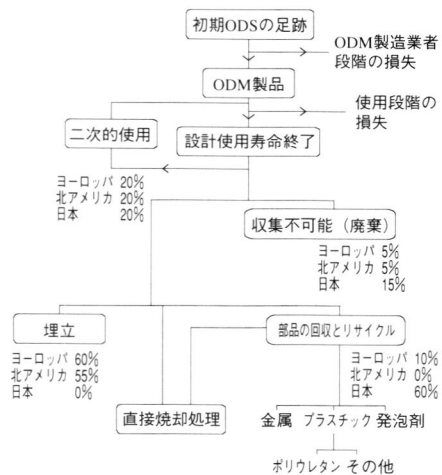 初期ODSの足跡
ODM製造業者
段階の損失
ODM製品
使用段階の
損失
二次的使用
設計使用寿命終了
ヨーロッパ 20%
北アメリカ 20%
日本 20%
収集不可能（廃棄）
ヨーロッパ 5%
北アメリカ 5%
日本 15%
埋立
部品の回収とリサイクル
ヨーロッパ 60%
北アメリカ 55%
日本 0%
ヨーロッパ 10%
北アメリカ 0%
日本 60%
直接焼却処理
金属 プラスチック 発泡剤
ポリウレタン その他